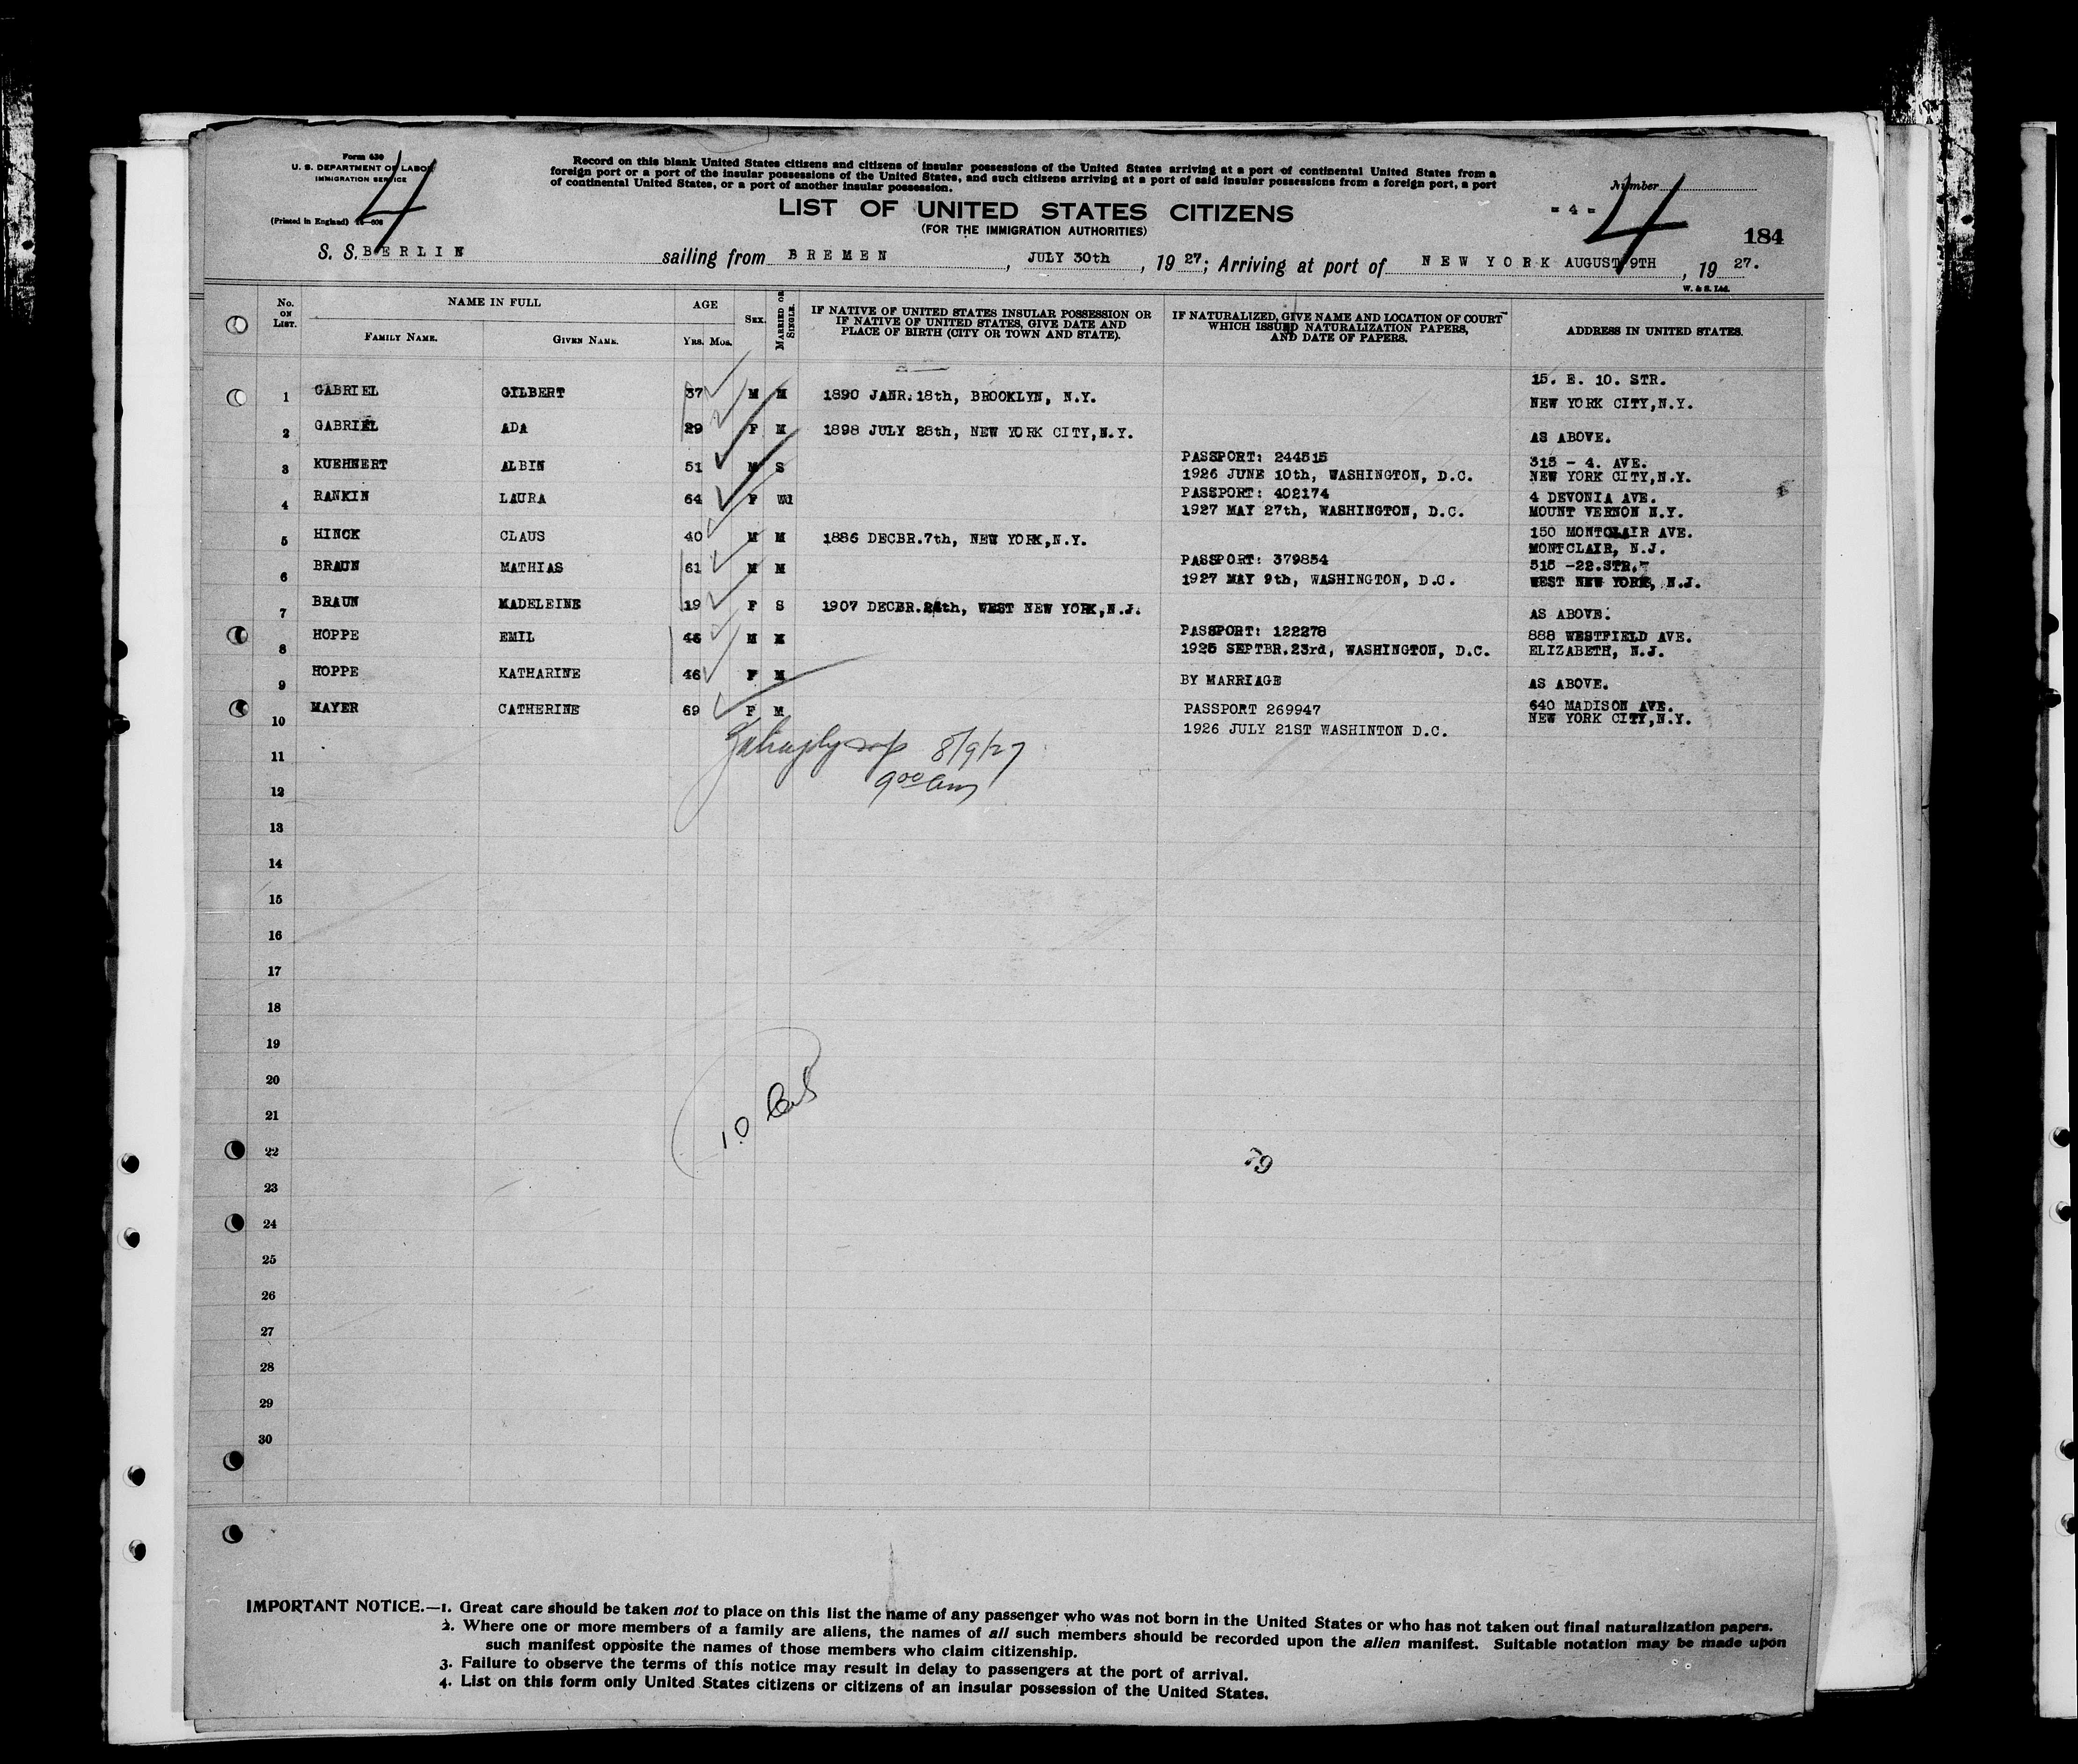 Form 630
U. S. DEPARTMENT OF LABOR
IMMIGRATION SERVICE
(Printed in England)
4
Record on this blank United States citizens and citizens of insular possessions of the United States arriving at a port of continental United States from a
foreign port or a port of the insular possessions of the United States, and such citizens arriving at a port of said insular possessions from a foreign port, a port
of continental United States, or a port of another insular possession.
LIST OF UNITED STATES CITIZENS
(FOR THE IMMIGRATION AUTHORITIES)
Number
= 4 =
4
184
S. S. BERLIN sailing from BREMEN, JULY 30th, 1927; Arriving at port of NEW YORK AUGUST 9TH, 1927.
W. & S. Ltd.
No. ON LIST.
NAME IN FULL
FAMILY NAME. GIVEN NAME.
AGE
YRS. MOS.
SEX.
MARRIED OR SINGLE.
IF NATIVE OF UNITED STATES INSULAR POSSESSION OR
IF NATIVE OF UNITED STATES, GIVE DATE AND
PLACE OF BIRTH (CITY OR TOWN AND STATE).
IF NATURALIZED, GIVE NAME AND LOCATION OF COURT
WHICH ISSUED NATURALIZATION PAPERS,
AND DATE OF PAPERS.
ADDRESS IN UNITED STATES.
1 GABRIEL GILBERT 37 M M 1890 JANR. 18th, BROOKLYN, N.Y. 15. E. 10. STR.
NEW YORK CITY, N.Y.
2 GABRIEL ADA 29 F M 1898 JULY 28th, NEW YORK CITY, N.Y. AS ABOVE.
3 KUEHNERT ALBIN 51 M S PASSPORT: 244515 315 - 4. AVE.
1926 JUNE 10th, WASHINGTON, D.C. NEW YORK CITY, N.Y.
4 RANKIN LAURA 64 F Wd PASSPORT: 402174 4 DEVONIA AVE.
1927 MAY 27th, WASHINGTON, D.C. MOUNT VERNON N.Y.
5 HINCK CLAUS 40 M M 1886 DECBR. 7th, NEW YORK, N.Y. 150 MONTCLAIR AVE.
MONTCLAIR, N.J.
6 BRAUN MATHIAS 61 M M PASSPORT: 379854 515 -22. STR.
1927 MAY 9th, WASHINGTON, D.C. WEST NEW YORK, N.J.
7 BRAUN MADELEINE 19 F S 1907 DECBR. 24th, WEST NEW YORK, N.J. AS ABOVE.
8 HOPPE EMIL 46 M M PASSPORT: 122278 888 WESTFIELD AVE.
1925 SEPTBR. 23rd, WASHINGTON, D.C. ELIZABETH, N.J.
9 HOPPE KATHARINE 46 F M BY MARRIAGE AS ABOVE.
10 MAYER CATHERINE 69 F M PASSPORT 269947 640 MADISON AVE.
1926 JULY 21ST WASHINTON D.C. NEW YORK CITY, N.Y.
8/9/27
9 00 am
11
12
13
14
15
16
17
18
19
20
21
10
22
79
23
24
25
26
27
28
29
30
IMPORTANT NOTICE.—1. Great care should be taken not to place on this list the name of any passenger who was not born in the United States or who has not taken out final naturalization papers.
2. Where one or more members of a family are aliens, the names of all such members should be recorded upon the alien manifest. Suitable notation may be made upon
such manifest opposite the names of those members who claim citizenship.
3. Failure to observe the terms of this notice may result in delay to passengers at the port of arrival.
4. List on this form only United States citizens or citizens of an insular possession of the United States.